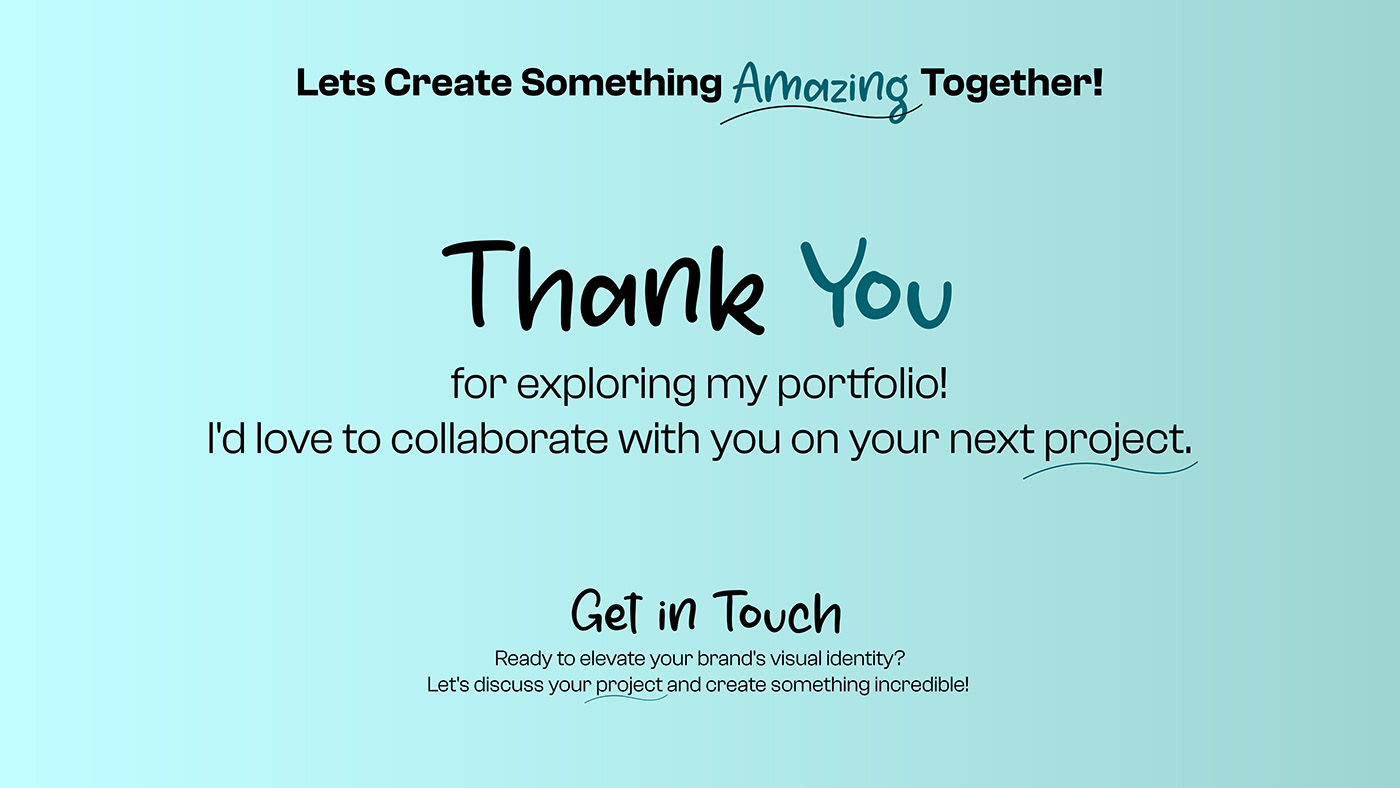 Lets Create Something Amazing Together!
Thank You
for exploring my portfolio!
I'd love to collaborate with you on your next project.
Get in Touch
Ready to elevate your brand's visual identity?
Let's discuss your project and create something incredible!